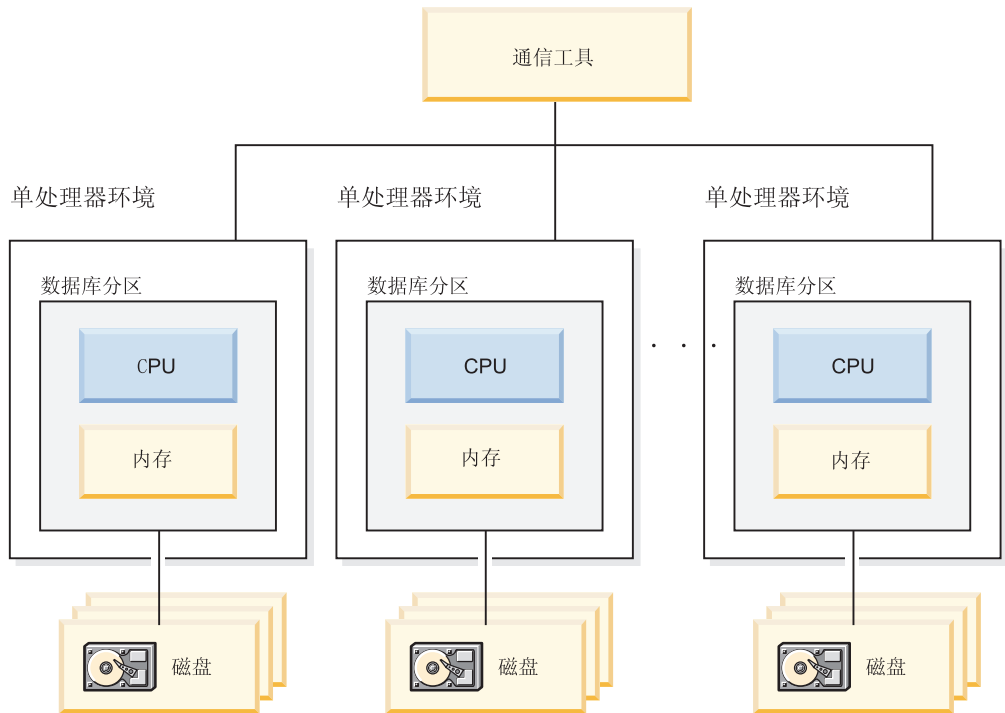 通信工具
单处理器环境
单处理器环境
单处理器环境
数据库分区
数据库分区
数据库分区
CPU
CPU
CPU
. . .
内存
内存
内存
磁盘
磁盘
磁盘